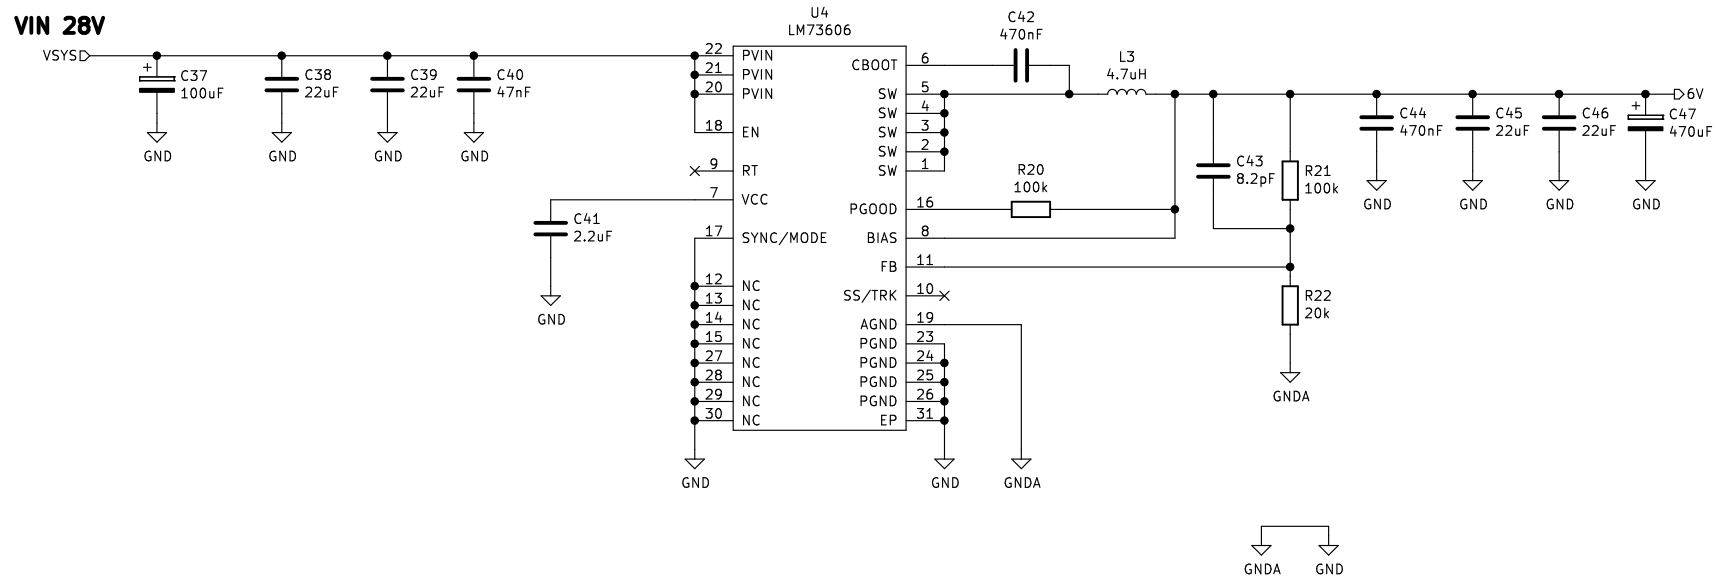 VIN 28V
VSYS
C37
100uF
GND
C38
22uF
GND
C39
22uF
GND
C40
47nF
GND
U4
LM73606
22 PVIN
21 PVIN
20 PVIN
18 EN
9 RT
7 VCC
17 SYNC/MODE
12 NC
13 NC
14 NC
15 NC
27 NC
28 NC
29 NC
30 NC
GND
C41
2.2uF
GND
CBOOT 6
SW 5
SW 4
SW 3
SW 2
SW 1
PGOOD 16
BIAS 8
FB 11
SS/TRK 10
AGND 19
PGND 23
PGND 24
PGND 25
PGND 26
EP 31
GND
GNDA
C42
470nF
L3
4.7uH
R20
100k
C43
8.2pF
R21
100k
R22
20k
GNDA
C44
470nF
GND
C45
22uF
GND
C46
22uF
GND
6V
C47
470uF
GND
GNDA
GND